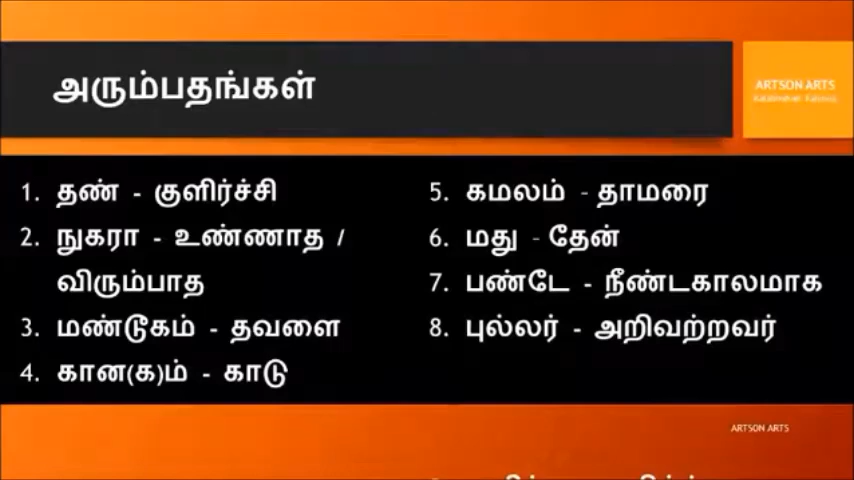 அரும்பதங்கள்
ARTSON ARTS
1. தண் - குளிர்ச்சி
2. நுகரா - உண்ணாத /
விரும்பாத
3. மண்டூகம் - தவளை
4. கான(க)ம் - காடு
5. கமலம் - தாமரை
6. மது - தேன்
7. பண்டே - நீண்டகாலமாக
8. புல்லர் - அறிவற்றவர்
ARTSON ARTS